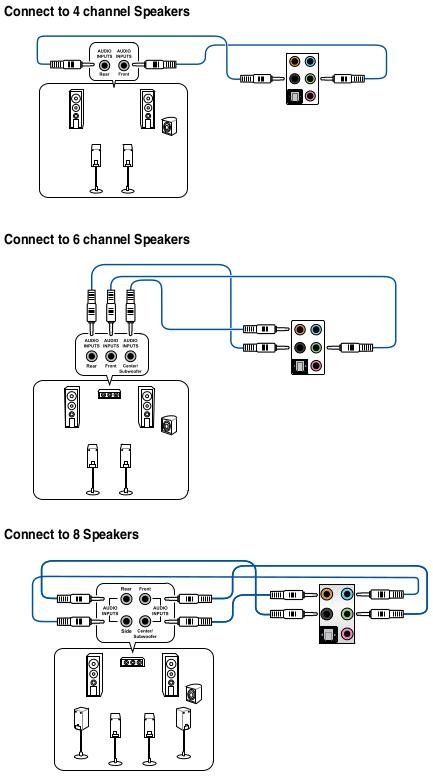 Connect to 4 channel Speakers
AUDIO INPUTS
AUDIO INPUTS
Rear
Front
Connect to 6 channel Speakers
AUDIO INPUTS
AUDIO INPUTS
AUDIO INPUTS
Rear
Front
Center/
Subwoofer
Connect to 8 Speakers
Rear
Front
AUDIO INPUTS
AUDIO INPUTS
Side
Center/
Subwoofer